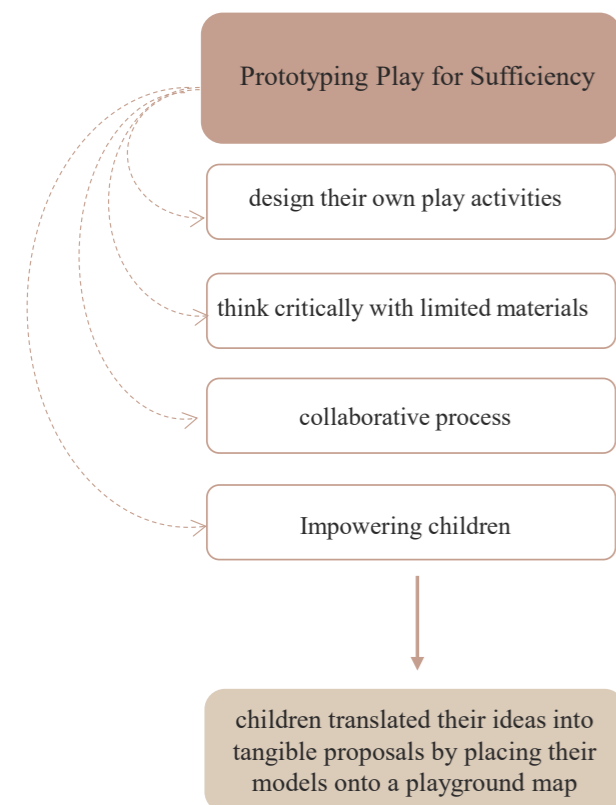 Prototyping Play for Sufficiency
design their own play activities
think critically with limited materials
collaborative process
Impowering children
children translated their ideas into
tangible proposals by placing their
models onto a playground map